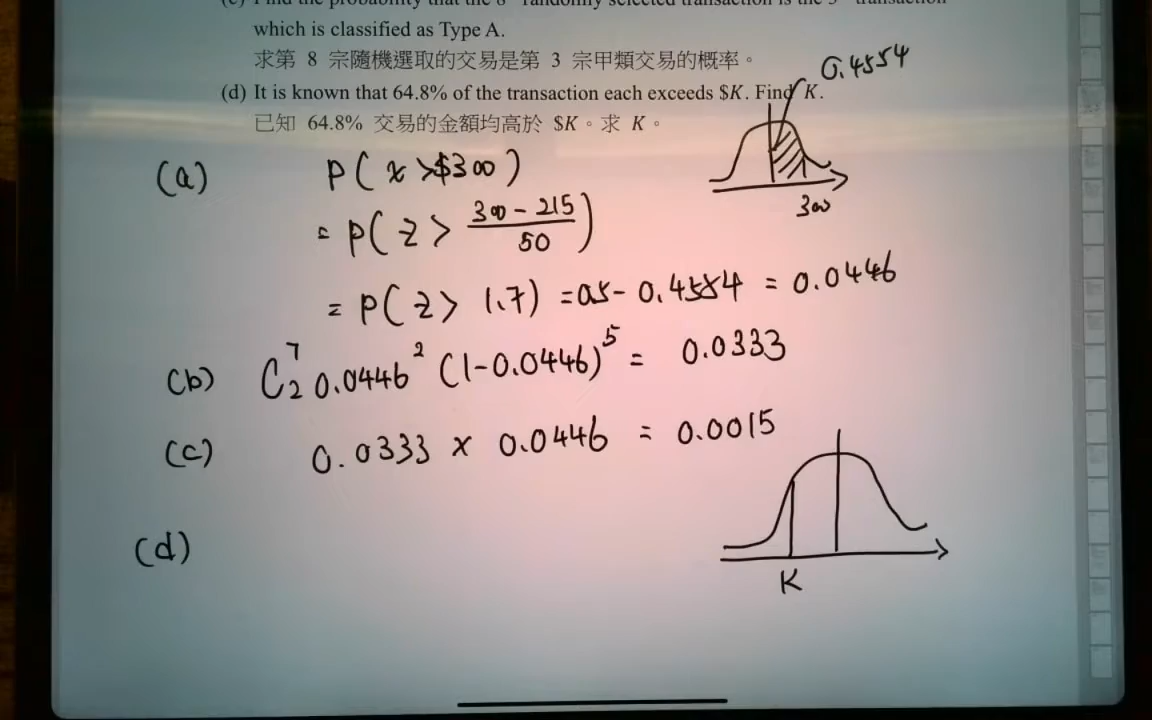 which is classified as Type A.
求第 8 宗隨機選取的交易是第 3 宗甲類交易的概率。
(d) It is known that 64.8% of the transaction each exceeds $K. Find K.
已知 64.8% 交易的金額均高於 $K。求 K。
0.4554
300
(a) P( x >$300 )
= P( z > \frac{300 - 215}{50} )
= P( z > 1.7) = 0.5 - 0.4554 = 0.0446
(b) C⁷₂ 0.0446² (1-0.0446)⁵ = 0.0333
(c) 0.0333 × 0.0446 = 0.0015
(d)
K